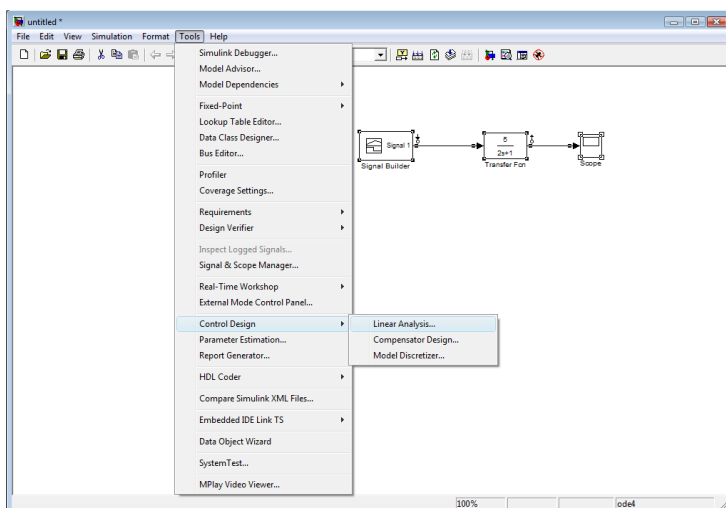 untitled *
File Edit View Simulation Format Tools Help
Simulink Debugger...
Model Advisor...
Model Dependencies
Fixed-Point
Lookup Table Editor...
Data Class Designer...
Bus Editor...
Profiler
Coverage Settings...
Requirements
Design Verifier
Inspect Logged Signals...
Signal & Scope Manager...
Real-Time Workshop
External Mode Control Panel...
Control Design
Parameter Estimation...
Report Generator...
HDL Coder
Compare Simulink XML Files...
Embedded IDE Link TS
Data Object Wizard
SystemTest...
MPlay Video Viewer...
Linear Analysis...
Compensator Design...
Model Discretizer...
Signal 1
Signal Builder
5
2s+1
Transfer Fcn
Scope
100% ode4